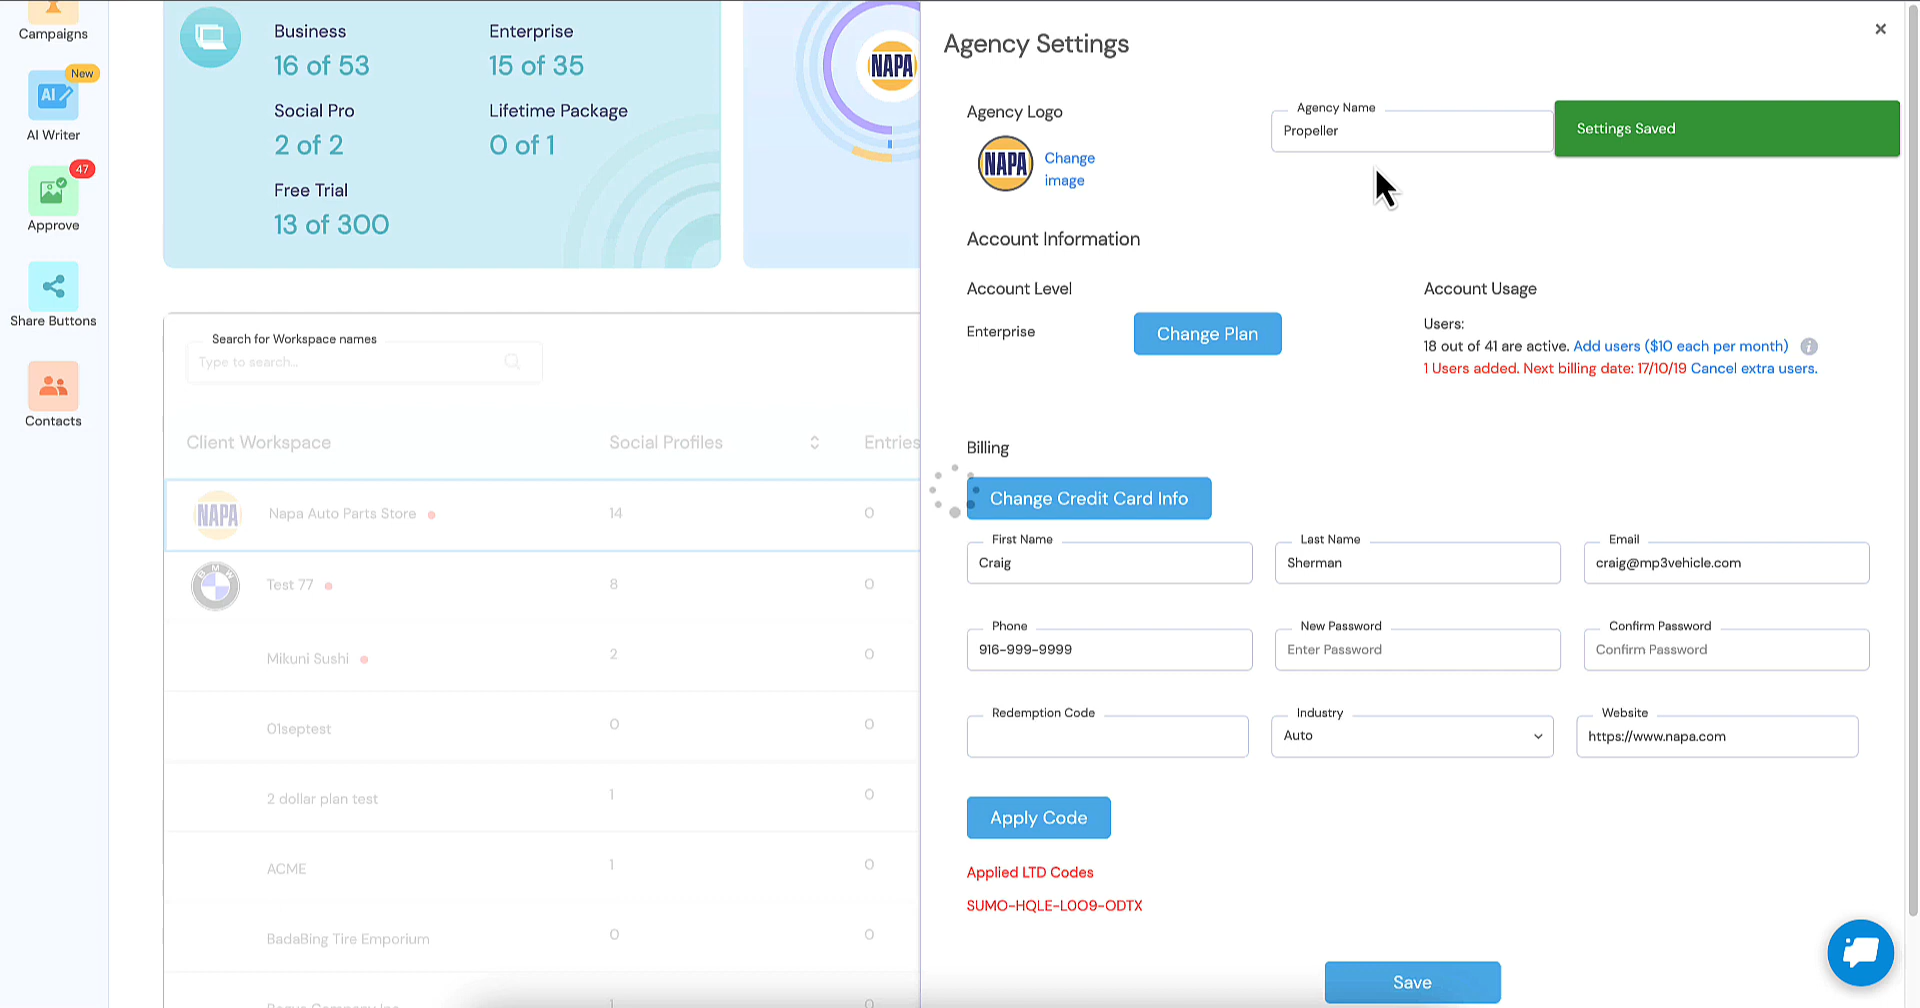 Campaigns
New
AI
AI Writer
47
Approve
Share Buttons
Contacts
Business
16 of 53
Enterprise
15 of 35
Social Pro
2 of 2
Lifetime Package
0 of 1
Free Trial
13 of 300
NAPA
Search for Workspace names
Type to search...
Client Workspace
Social Profiles
Entries
NAPA
Napa Auto Parts Store
14
0
BMW
Test 77
8
0
Mikuni Sushi
2
0
01septest
0
0
2 dollar plan test
1
0
ACME
1
0
BadaBing Tire Emporium
0
0
1
0
Agency Settings
×
Agency Logo
NAPA
Change
image
Agency Name
Propeller
Settings Saved
Account Information
Account Level
Enterprise
Change Plan
Account Usage
Users:
18 out of 41 are active. Add users ($10 each per month) i
1 Users added. Next billing date: 17/10/19 Cancel extra users.
Billing
Change Credit Card Info
First Name
Craig
Last Name
Sherman
Email
craig@mp3vehicle.com
Phone
916-999-9999
New Password
Enter Password
Confirm Password
Confirm Password
Redemption Code
Industry
Auto
Website
https://www.napa.com
Apply Code
Applied LTD Codes
SUMO-HQLE-L0O9-ODTX
Save